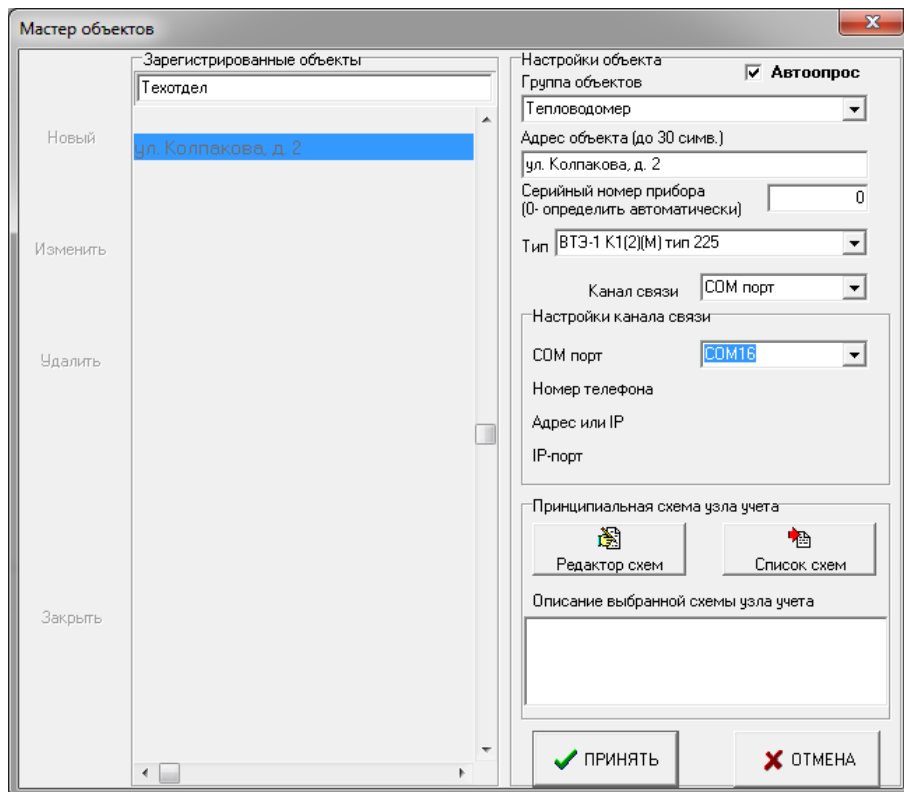 Мастер объектов
Новый
Изменить
Удалить
Закрыть
Зарегистрированные объекты
Техотдел
ул. Колпакова, д. 2
Настройки объекта
Автоопрос
Группа объектов
Тепловодомер
Адрес объекта (до 30 симв.)
ул. Колпакова, д. 2
Серийный номер прибора
(0- определить автоматически)
0
Тип ВТЭ-1 К1(2)(М) тип 225
Канал связи COM порт
Настройки канала связи
COM порт COM16
Номер телефона
Адрес или IP
IP-порт
Принципиальная схема узла учета
Редактор схем
Список схем
Описание выбранной схемы узла учета
ПРИНЯТЬ
ОТМЕНА